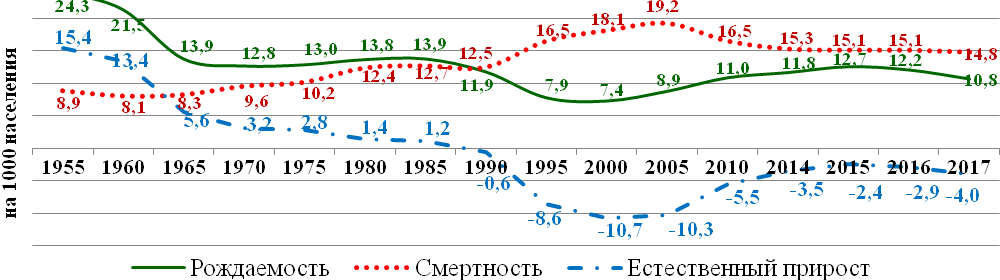 24,3 21,5 13,9 12,8 13,0 13,8 13,9 11,9 7,9 7,4 8,9 11,0 11,8 12,7 12,2 10,8
8,9 8,1 8,3 9,6 10,2 12,4 12,7 12,5 16,5 18,1 19,2 16,5 15,3 15,1 15,1 14,8
15,4 13,4 5,6 3,2 2,8 1,4 1,2 -0,6 -8,6 -10,7 -10,3 -5,5 -3,5 -2,4 -2,9 -4,0
1955 1960 1965 1970 1975 1980 1985 1990 1995 2000 2005 2010 2014 2015 2016 2017
на 1000 населения
Рождаемость Смертность Естественный прирост